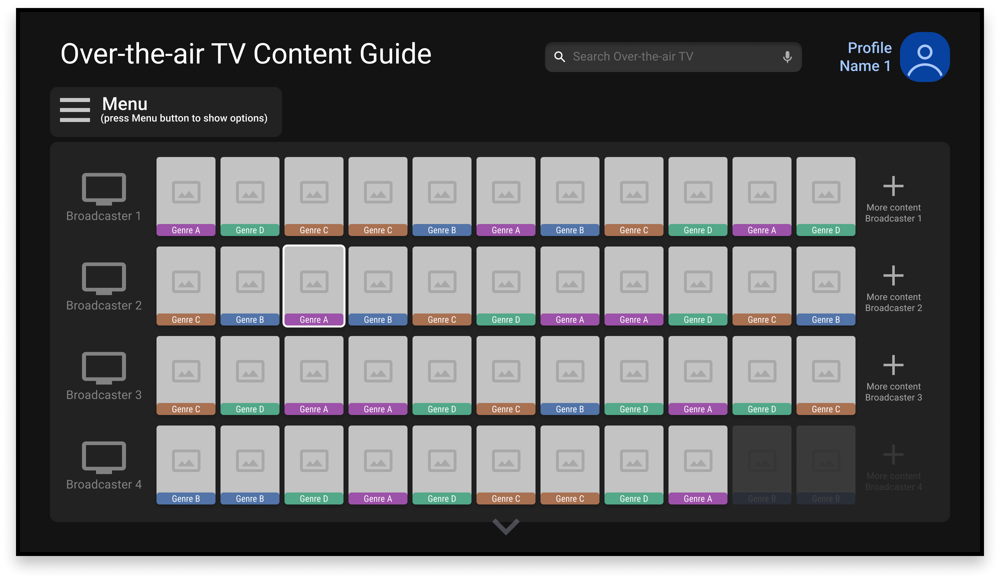 Over-the-air TV Content Guide
Search Over-the-air TV
Profile
Name 1
Menu
(press Menu button to show options)
Broadcaster 1
Genre A
Genre D
Genre C
Genre C
Genre B
Genre A
Genre B
Genre C
Genre D
Genre A
Genre D
More content
Broadcaster 1
Broadcaster 2
Genre C
Genre B
Genre A
Genre B
Genre C
Genre D
Genre A
Genre A
Genre D
Genre C
Genre B
More content
Broadcaster 2
Broadcaster 3
Genre C
Genre D
Genre A
Genre A
Genre D
Genre C
Genre B
Genre D
Genre A
Genre D
Genre C
More content
Broadcaster 3
Broadcaster 4
Genre B
Genre B
Genre D
Genre A
Genre D
Genre C
Genre C
Genre D
Genre A
Genre B
Genre B
More content
Broadcaster 4